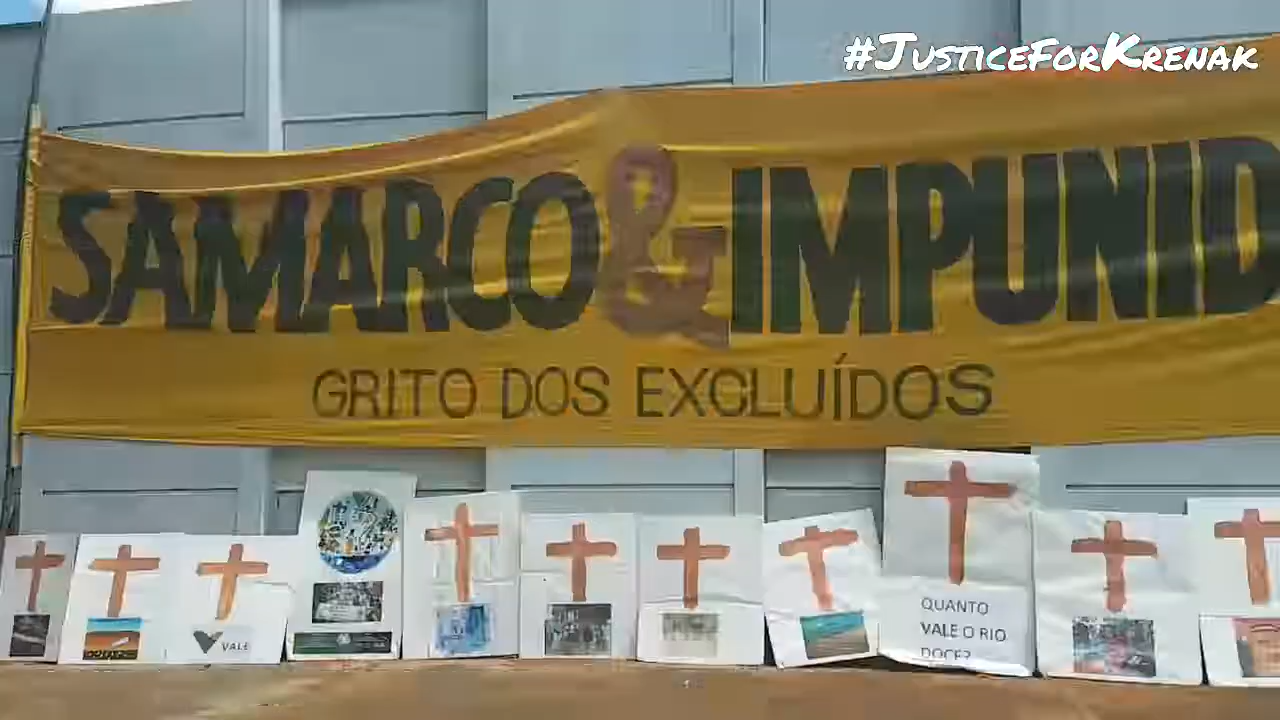 #JusticeForKrenak
SAMARCO & IMPUNID
GRITO DOS EXCLUÍDOS
VALE
QUANTO
VALE O RIO
DOCE?